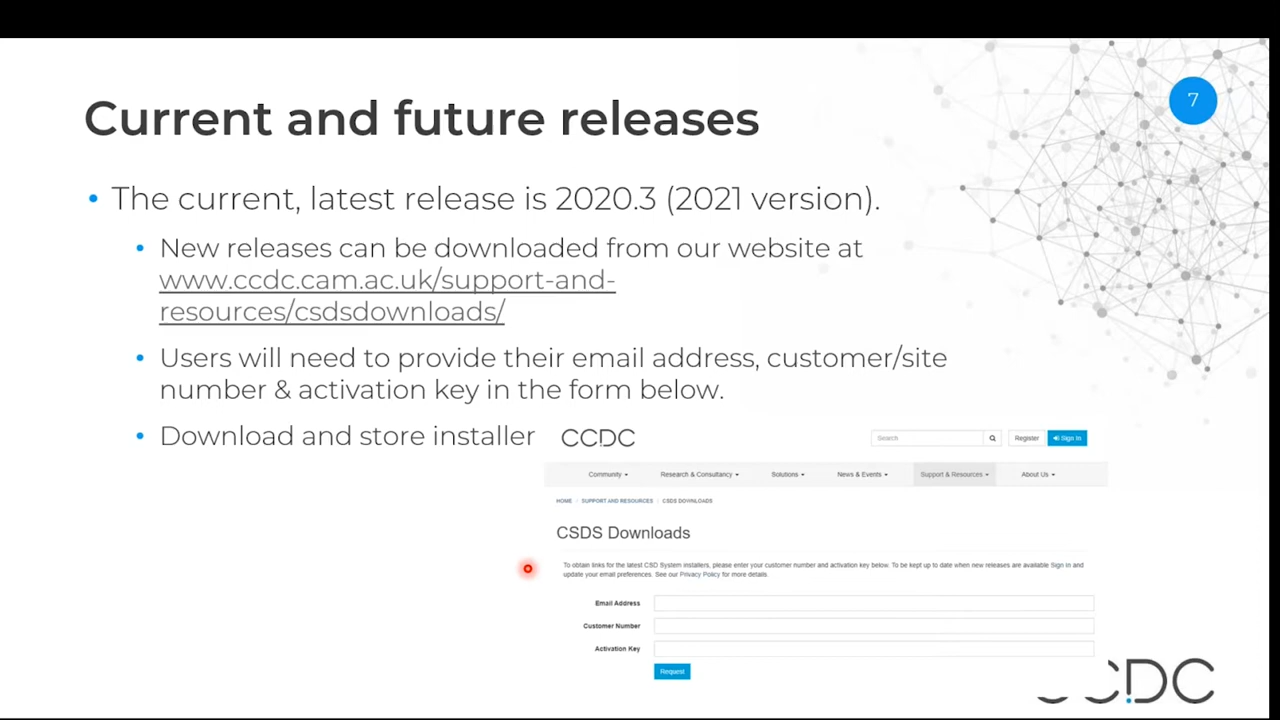 7
Current and future releases
• The current, latest release is 2020.3 (2021 version).
• New releases can be downloaded from our website at
www.ccdc.cam.ac.uk/support-and-
resources/csdsdownloads/
• Users will need to provide their email address, customer/site
number & activation key in the form below.
• Download and store installer
CCDC
Search
Register
Sign In
Community
Research & Consultancy
Solutions
News & Events
Support & Resources
About Us
HOME / SUPPORT AND RESOURCES / CSDS DOWNLOADS
CSDS Downloads
To obtain links for the latest CSD System installers, please enter your customer number and activation key below. To be kept up to date when new releases are available Sign in and
update your email preferences. See our Privacy Policy for more details.
Email Address
Customer Number
Activation Key
Request
CCDC